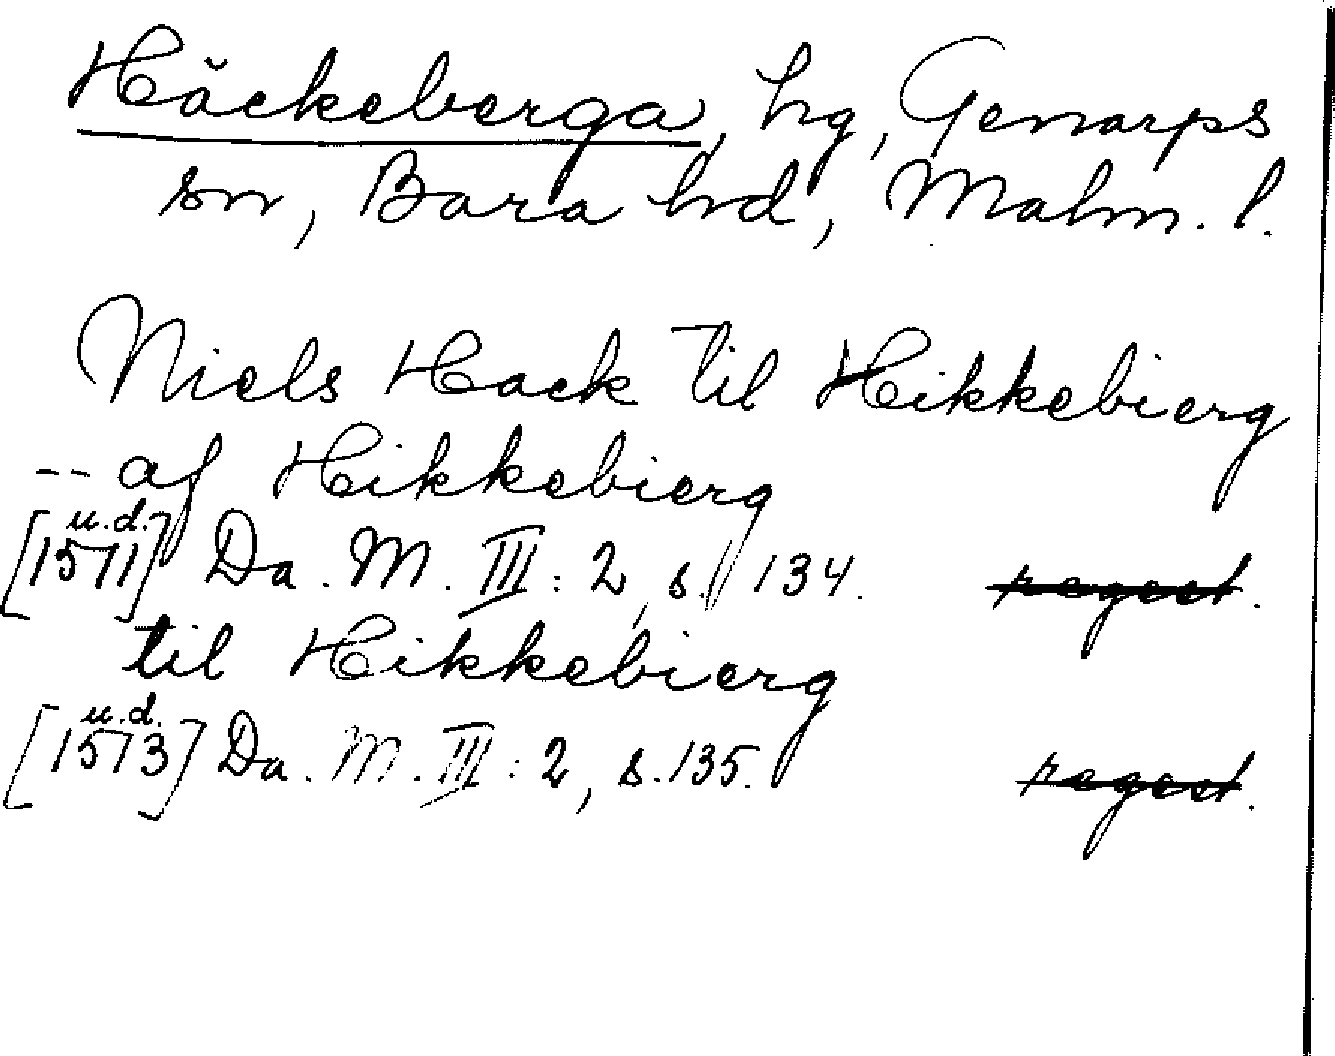 Häckeberga, hg, Genarps
sn, Bara hd, Malm. l.
Niels Hack til Hikkebierg
-- af Hikkebierg
[1571 u.d.] Da. M. III: 2, s. 134. regest.
til Hikkebierg
[1573 u.d.] Da. M. III: 2, s. 135. regest.